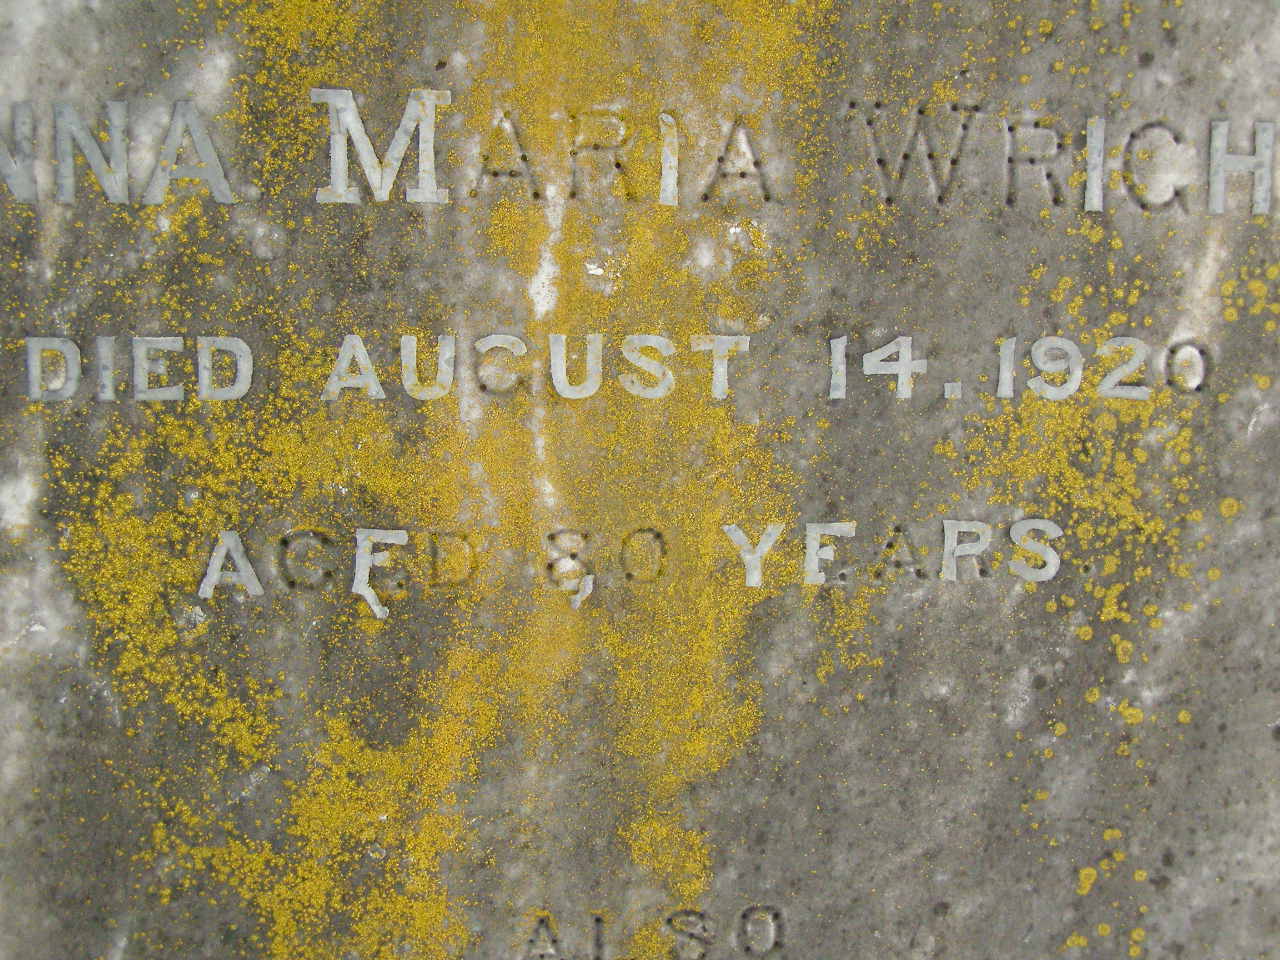 NNA MARIA WRIGH
DIED AUGUST 14. 1920
AGED 80 YEARS
ALSO